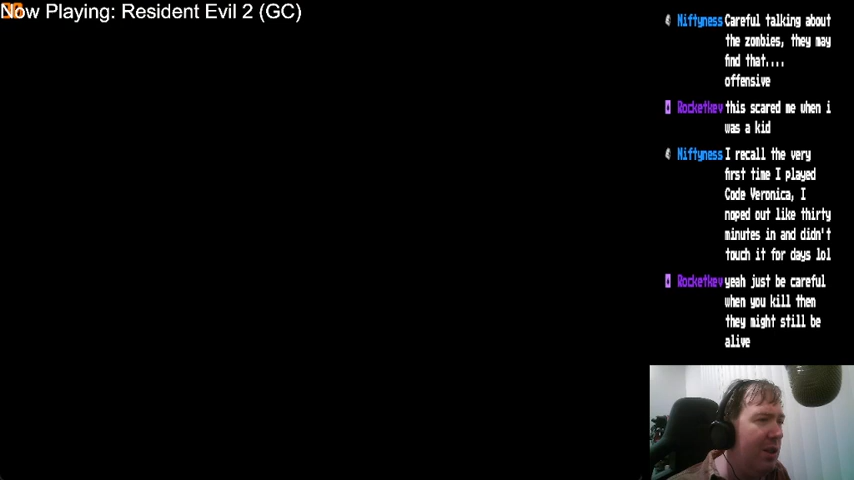 Now Playing: Resident Evil 2 (GC)
Niftyness Careful talking about
the zombies, they may
find that....
offensive
Rocketkev this scared me when i
was a kid
Niftyness I recall the very
first time I played
Code Veronica, I
noped out like thirty
minutes in and didn't
touch it for days lol
Rocketkev yeah just be careful
when you kill then
they might still be
alive